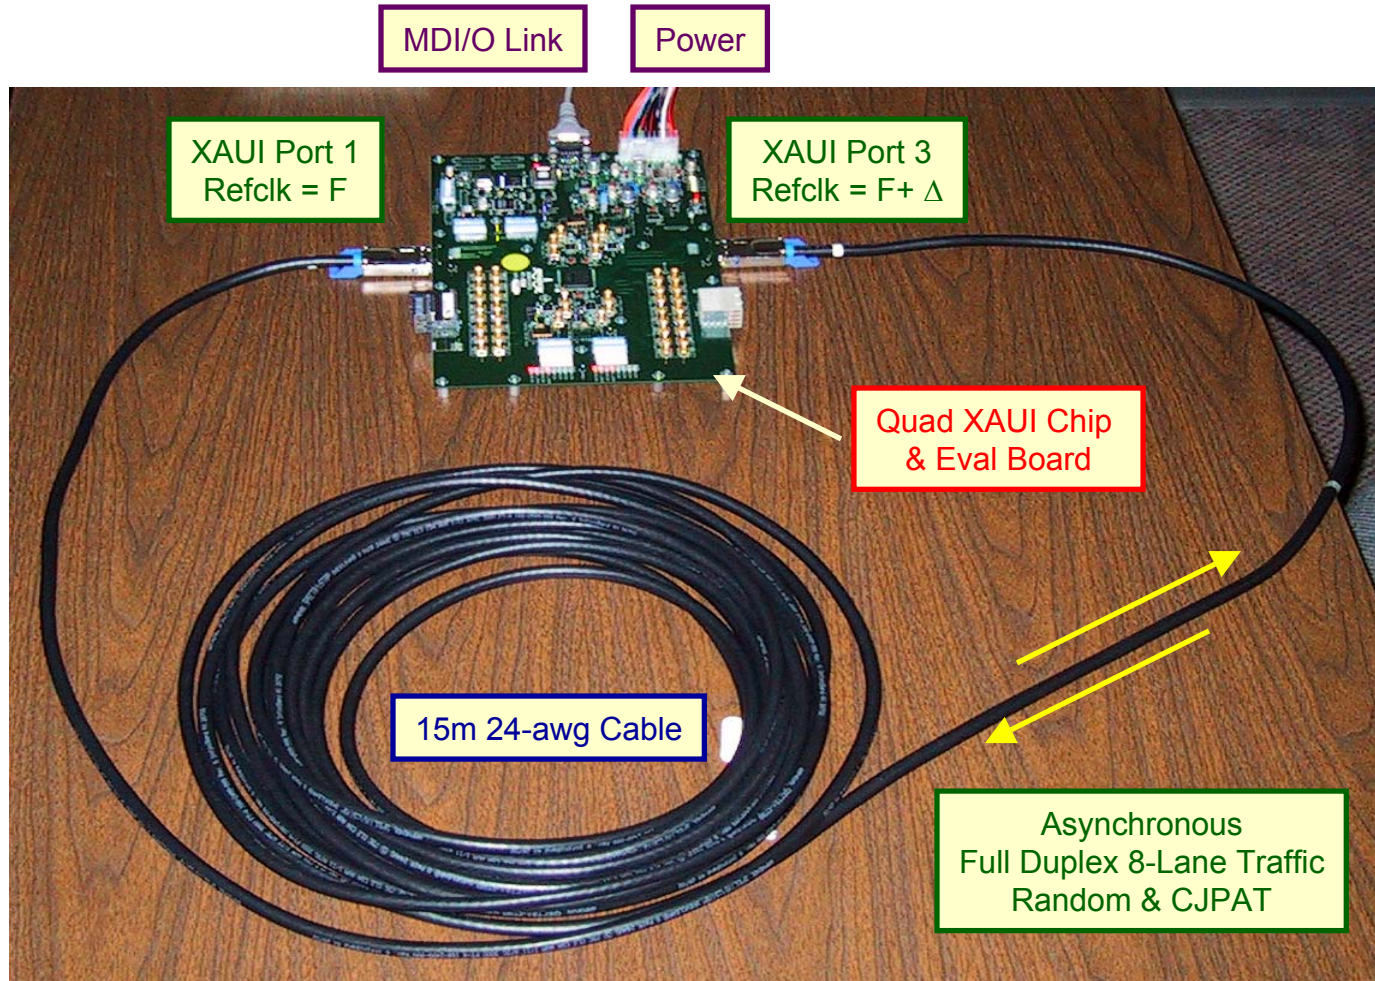 MDI/O Link
Power
XAUI Port 1
Refclk = F
XAUI Port 3
Refclk = F+ Δ
Quad XAUI Chip
& Eval Board
15m 24-awg Cable
Asynchronous
Full Duplex 8-Lane Traffic
Random & CJPAT